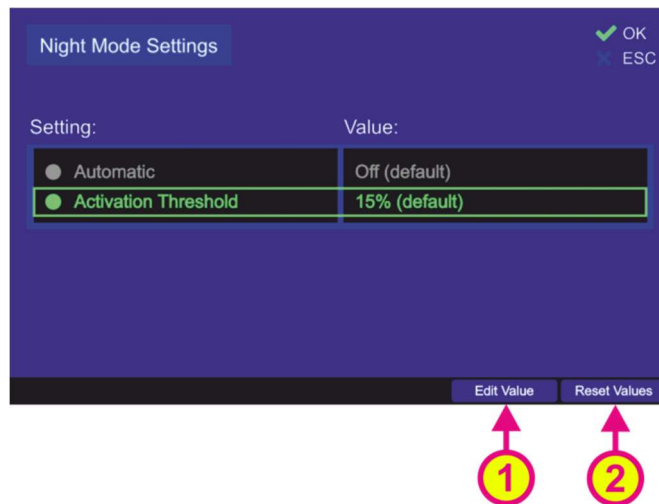 Night Mode Settings
OK
ESC
Setting:
Value:
Automatic
Off (default)
Activation Threshold
15% (default)
Edit Value
Reset Values
1
2